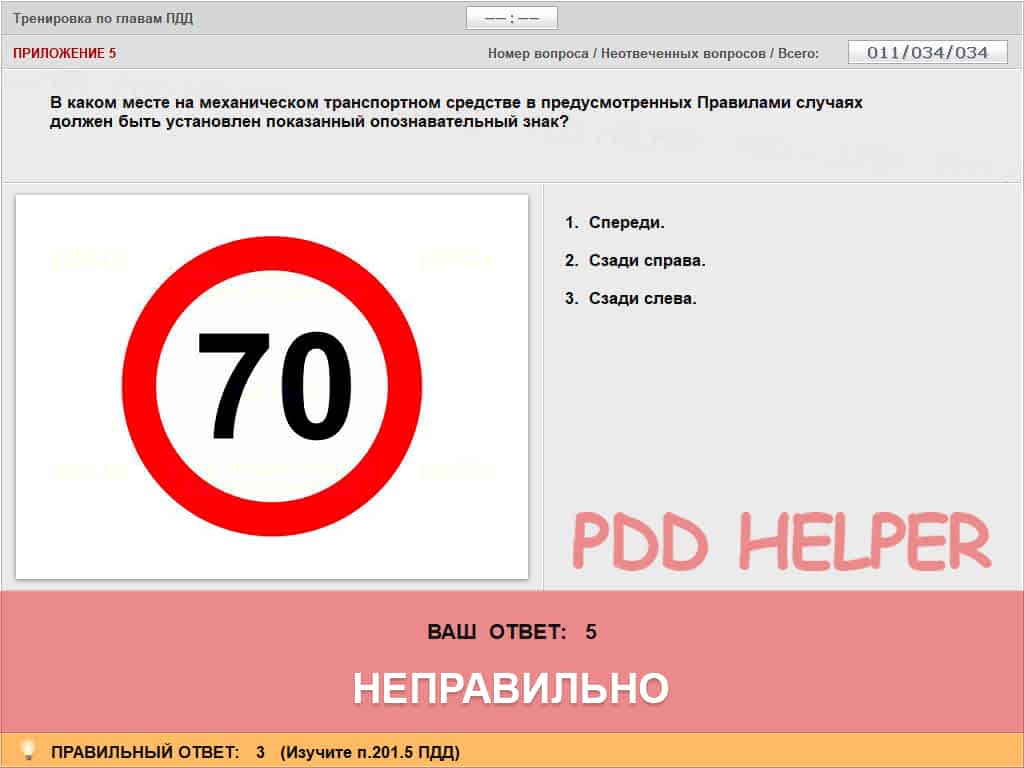 Тренировка по главам ПДД
–– : ––
ПРИЛОЖЕНИЕ 5
Номер вопроса / Неотвеченных вопросов / Всего:
011/034/034
В каком месте на механическом транспортном средстве в предусмотренных Правилами случаях
должен быть установлен показанный опознавательный знак?
70
1. Спереди.
2. Сзади справа.
3. Сзади слева.
PDD HELPER
ВАШ ОТВЕТ: 5
НЕПРАВИЛЬНО
ПРАВИЛЬНЫЙ ОТВЕТ: 3 (Изучите п.201.5 ПДД)